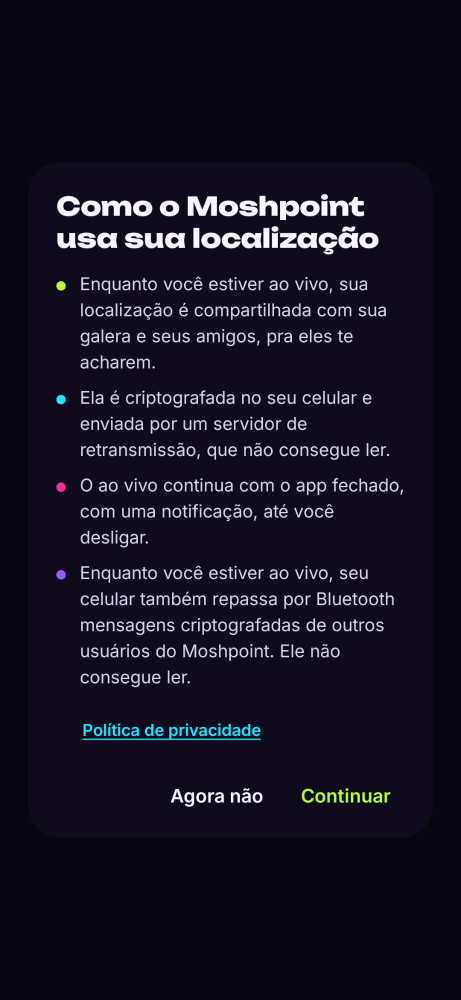 Como o Moshpoint
usa sua localização
Enquanto você estiver ao vivo, sua
localização é compartilhada com sua
galera e seus amigos, pra eles te
acharem.
Ela é criptografada no seu celular e
enviada por um servidor de
retransmissão, que não consegue ler.
O ao vivo continua com o app fechado,
com uma notificação, até você
desligar.
Enquanto você estiver ao vivo, seu
celular também repassa por Bluetooth
mensagens criptografadas de outros
usuários do Moshpoint. Ele não
consegue ler.
Política de privacidade
Agora não Continuar